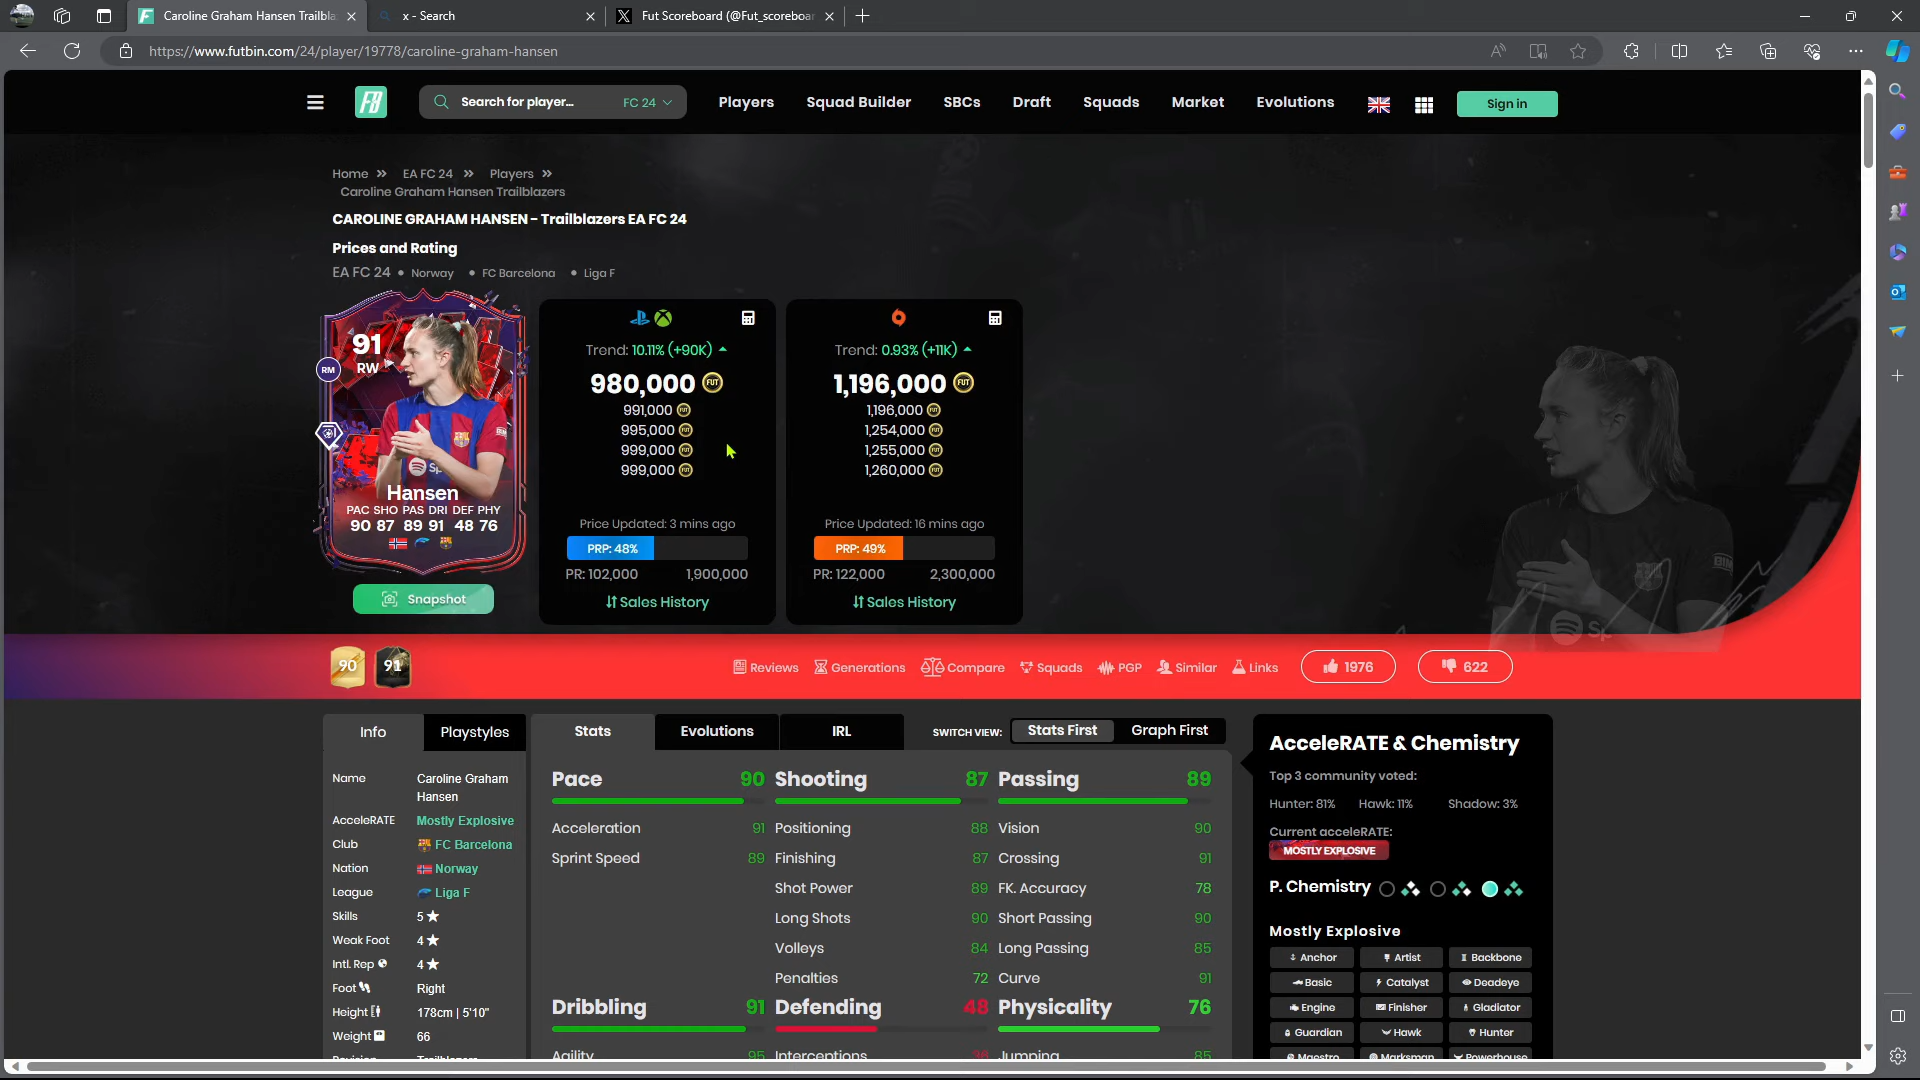 Caroline Graham Hansen Trailbla
x - Search
X Fut Scoreboard (@Fut_scoreboar
https://www.futbin.com/24/player/19778/caroline-graham-hansen
Search for player... FC 24
Players Squad Builder SBCs Draft Squads Market Evolutions Sign in
Home EA FC 24 Players
Caroline Graham Hansen Trailblazers
CAROLINE GRAHAM HANSEN - Trailblazers EA FC 24
Prices and Rating
EA FC 24 • Norway • FC Barcelona • Liga F
91
RW
RM
Hansen
PAC SHO PAS DRI DEF PHY
90 87 89 91 48 76
Snapshot
Trend: 10.11% (+90K)
980,000
991,000
995,000
999,000
999,000
Price Updated: 3 mins ago
PRP: 48%
PR: 102,000 1,900,000
Sales History
Trend: 0.93% (+11K)
1,196,000
1,196,000
1,254,000
1,255,000
1,260,000
Price Updated: 16 mins ago
PRP: 49%
PR: 122,000 2,300,000
Sales History
90 91
Reviews Generations Compare Squads PGP Similar Links 1976 622
Info Playstyles
Name Caroline Graham Hansen
AcceleRATE Mostly Explosive
Club FC Barcelona
Nation Norway
League Liga F
Skills 5
Weak Foot 4
Intl. Rep 4
Foot Right
Height 178cm | 5'10"
Weight 66
Revision Trailblazers
Stats Evolutions IRL SWITCH VIEW: Stats First Graph First
Pace 90 Shooting 87 Passing 89
Acceleration 91 Positioning 88 Vision 90
Sprint Speed 89 Finishing 87 Crossing 91
Shot Power 89 FK. Accuracy 78
Long Shots 90 Short Passing 90
Volleys 84 Long Passing 85
Penalties 72 Curve 91
Dribbling 91 Defending 48 Physicality 76
Agility 95 Interceptions Jumping 85
AcceleRATE & Chemistry
Top 3 community voted:
Hunter: 81% Hawk: 11% Shadow: 3%
Current acceleRATE:
MOSTLY EXPLOSIVE
P. Chemistry
Mostly Explosive
Anchor Artist Backbone
Basic Catalyst Deadeye
Engine Finisher Gladiator
Guardian Hawk Hunter
Maestro Marksman Powerhouse